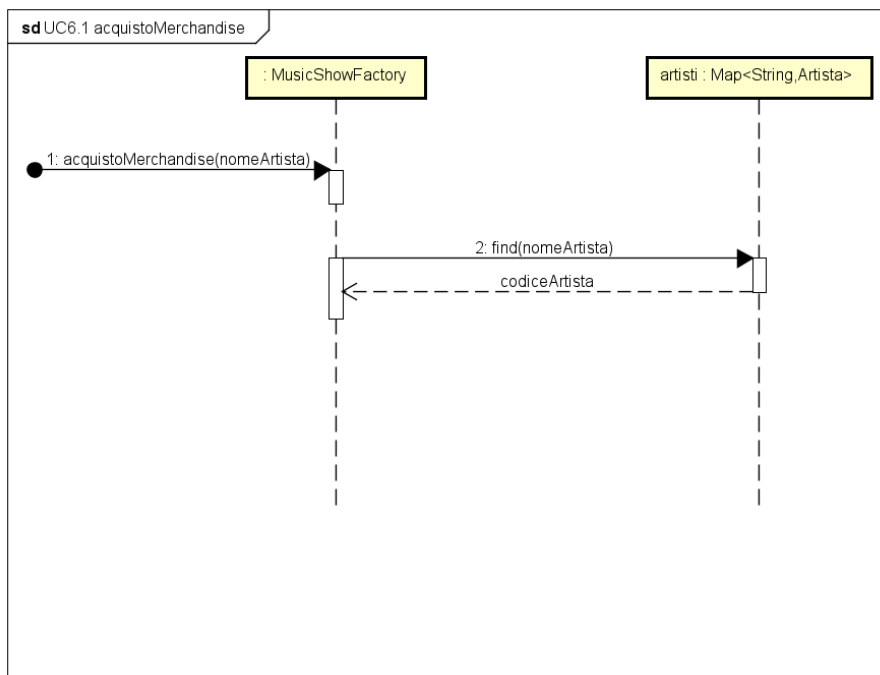 sd UC6.1 acquistoMerchandise
: MusicShowFactory
artisti : Map<String,Artista>
1: acquistoMerchandise(nomeArtista)
2: find(nomeArtista)
codiceArtista